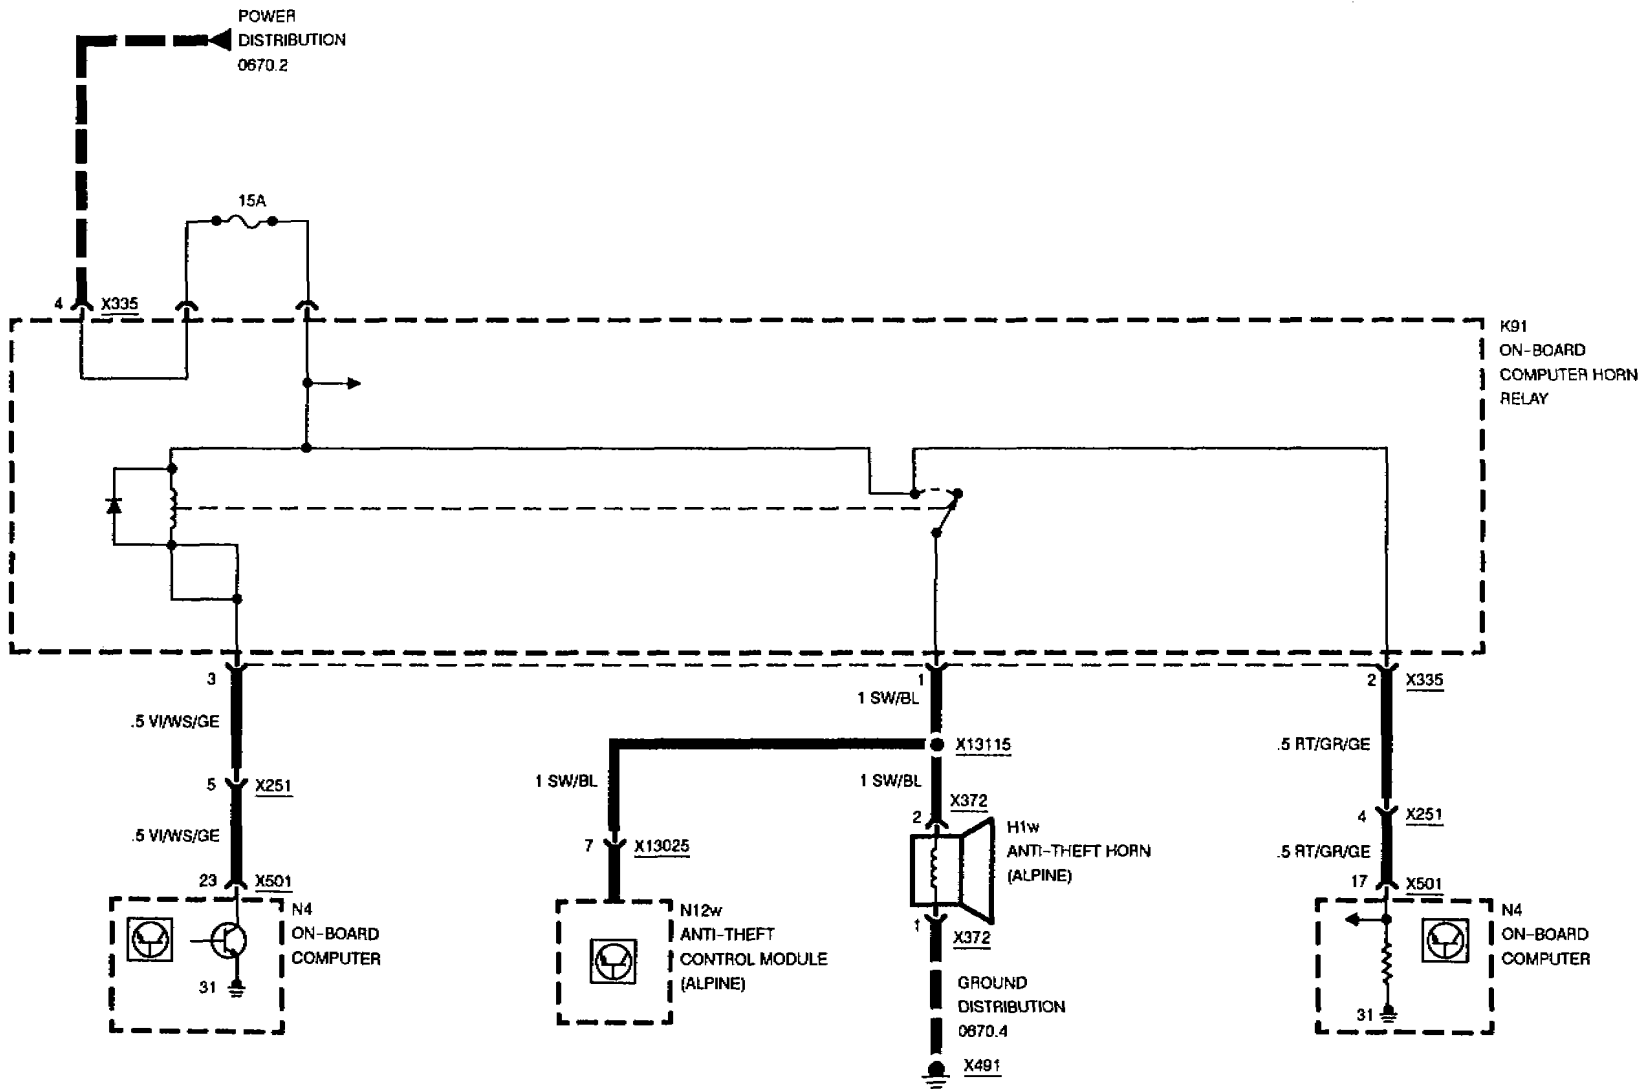 POWER
DISTRIBUTION
0670.2
15A
4 X335
K91
ON-BOARD
COMPUTER HORN
RELAY
3
1
1 SW/BL
2 X335
.5 VI/WS/GE
X13115
.5 RT/GR/GE
5 X251
1 SW/BL
1 SW/BL
X372
2
4 X251
.5 VI/WS/GE
7 X13025
H1w
ANTI-THEFT HORN
(ALPINE)
.5 RT/GR/GE
23 X501
17 X501
N4
ON-BOARD
COMPUTER
31
N12w
ANTI-THEFT
CONTROL MODULE
(ALPINE)
1
X372
GROUND
DISTRIBUTION
0670.4
X491
N4
ON-BOARD
COMPUTER
31